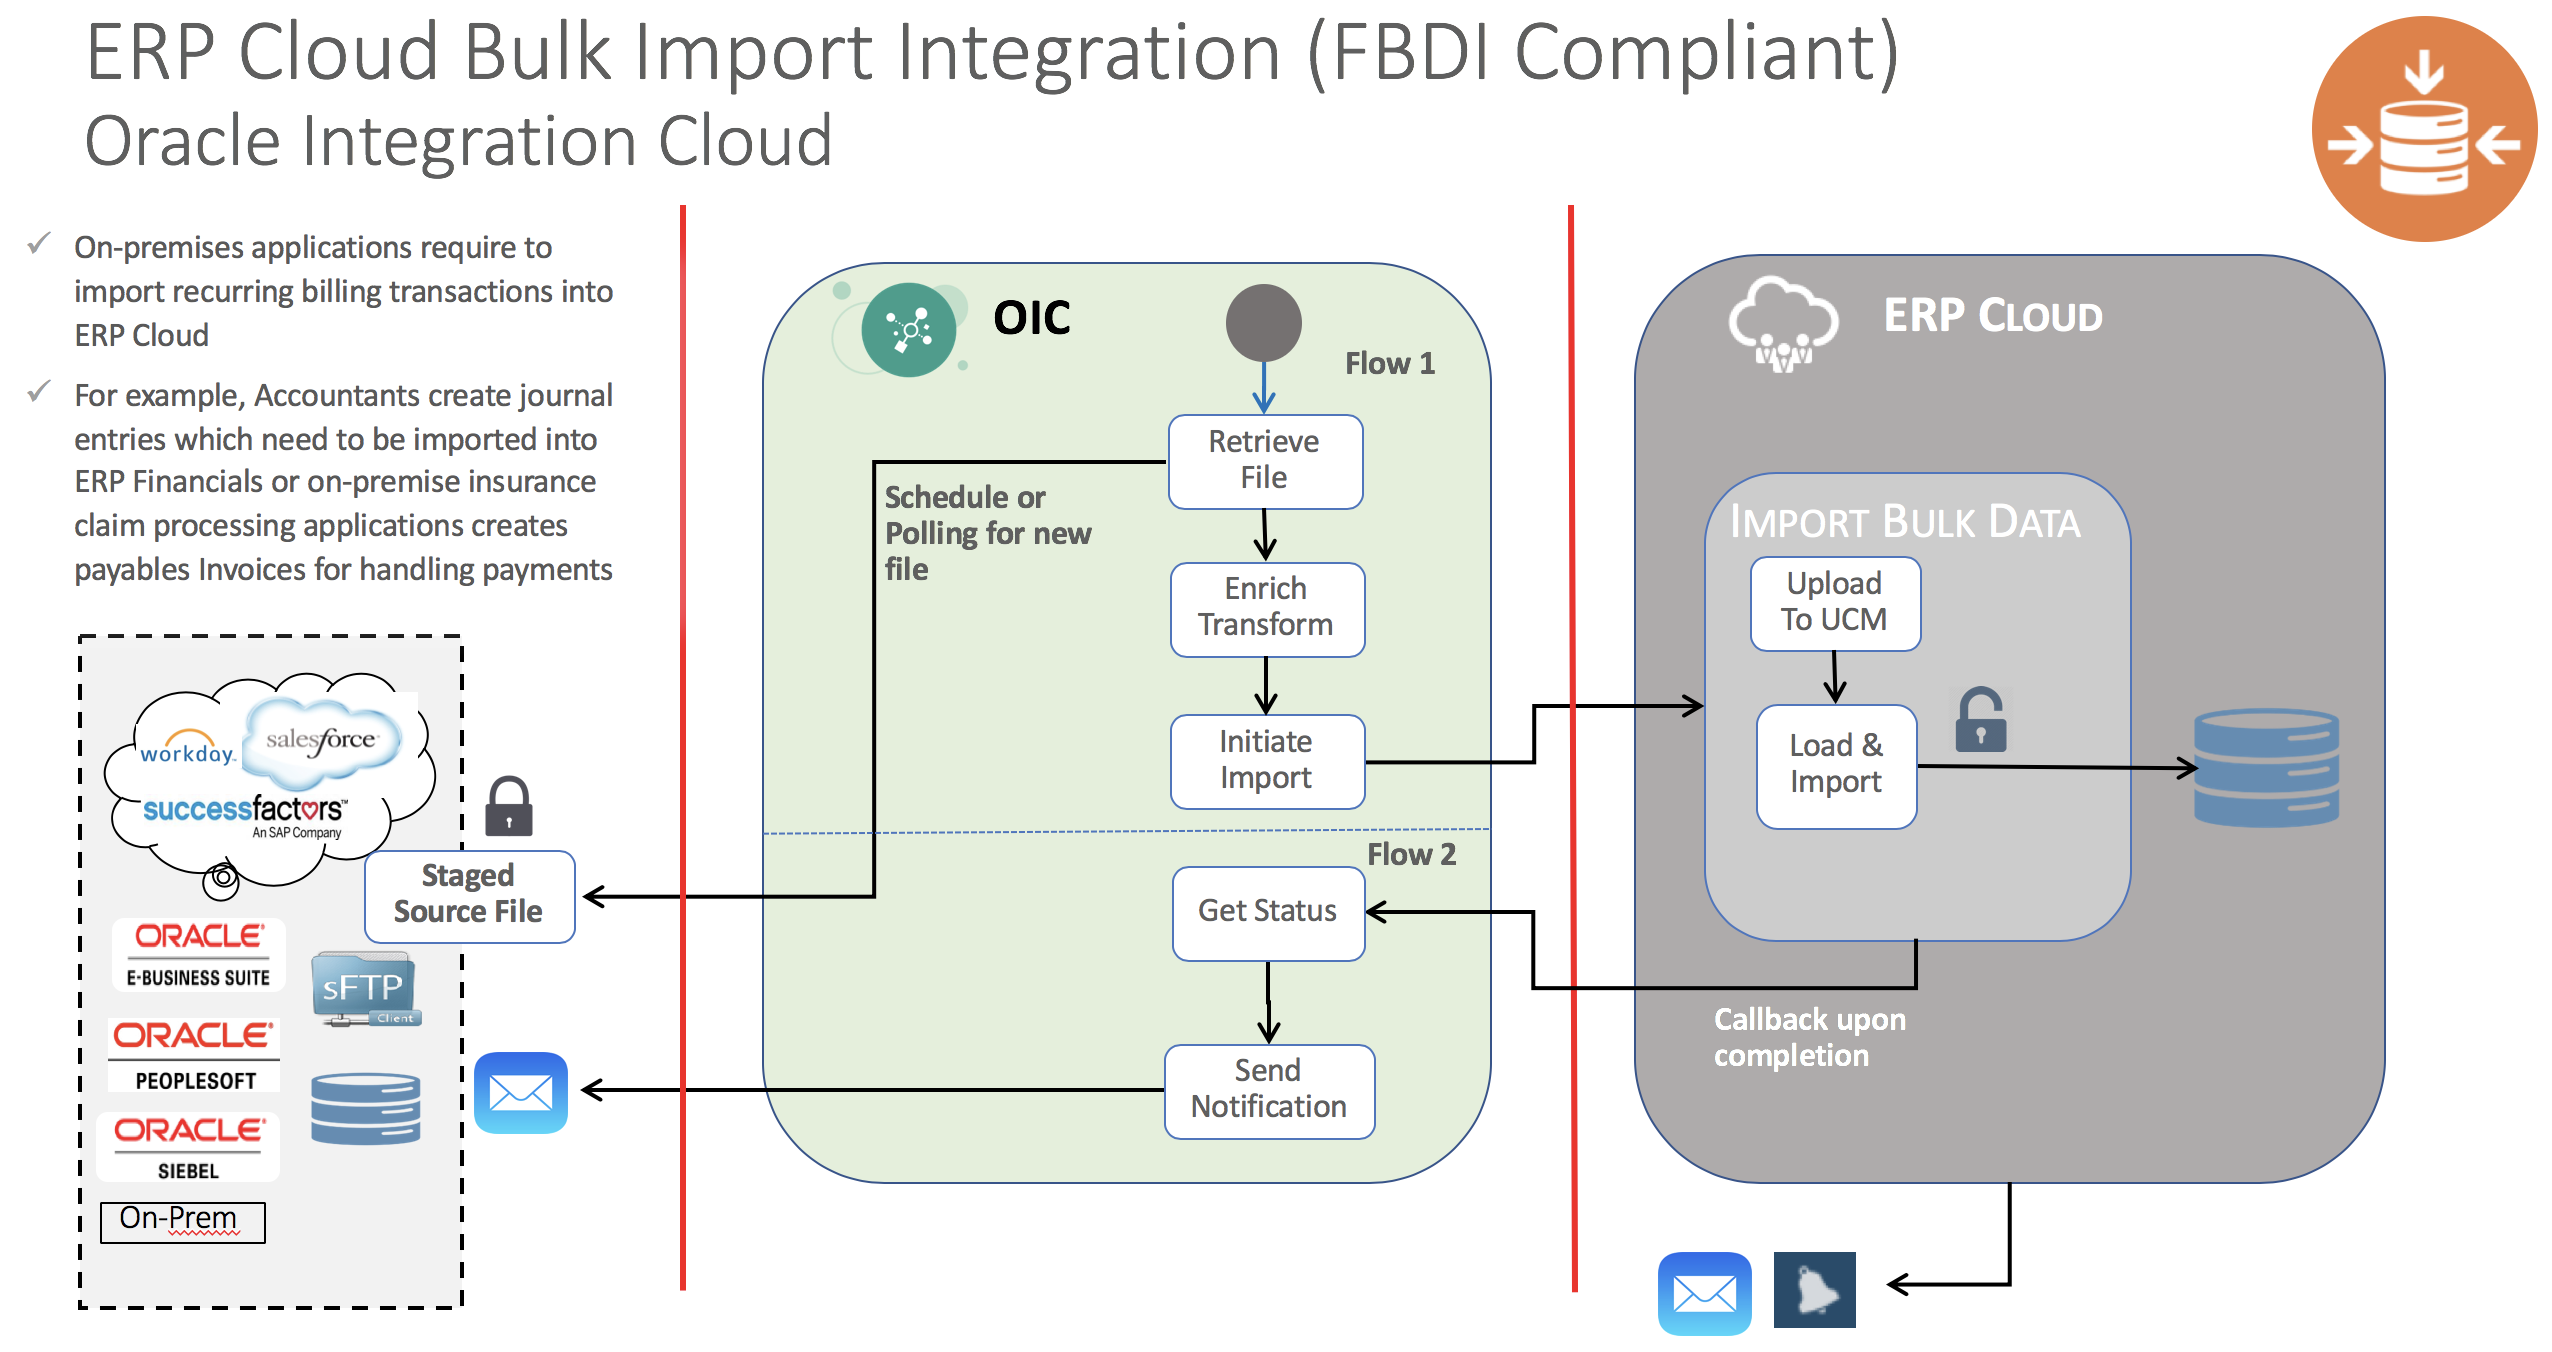 ERP Cloud Bulk Import Integration (FBDI Compliant)
Oracle Integration Cloud
On-premises applications require to
import recurring billing transactions into
ERP Cloud
For example, Accountants create journal
entries which need to be imported into
ERP Financials or on-premise insurance
claim processing applications creates
payables Invoices for handling payments
workday™
salesforce
successfactors™
An SAP Company
Staged
Source File
ORACLE®
E-BUSINESS SUITE
sFTP
Client
ORACLE®
PEOPLESOFT
ORACLE®
SIEBEL
On-Prem
OIC
Flow 1
Retrieve
File
Schedule or
Polling for new
file
Enrich
Transform
Initiate
Import
Flow 2
Get Status
Send
Notification
ERP CLOUD
IMPORT BULK DATA
Upload
To UCM
Load &
Import
Callback upon
completion